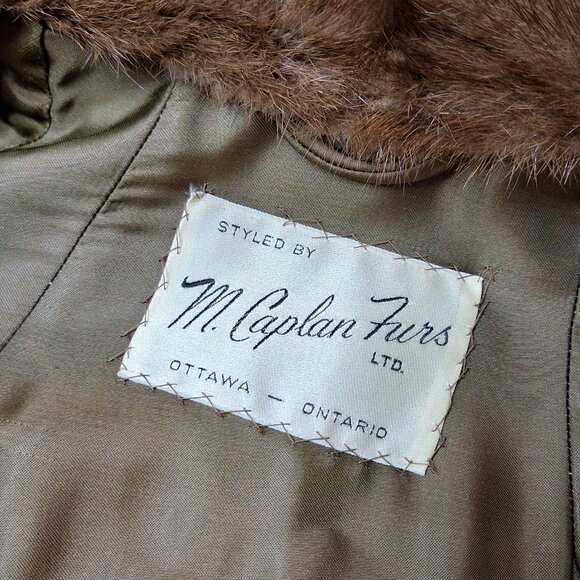 STYLED BY
M. Caplan Furs
LTD.
OTTAWA — ONTARIO